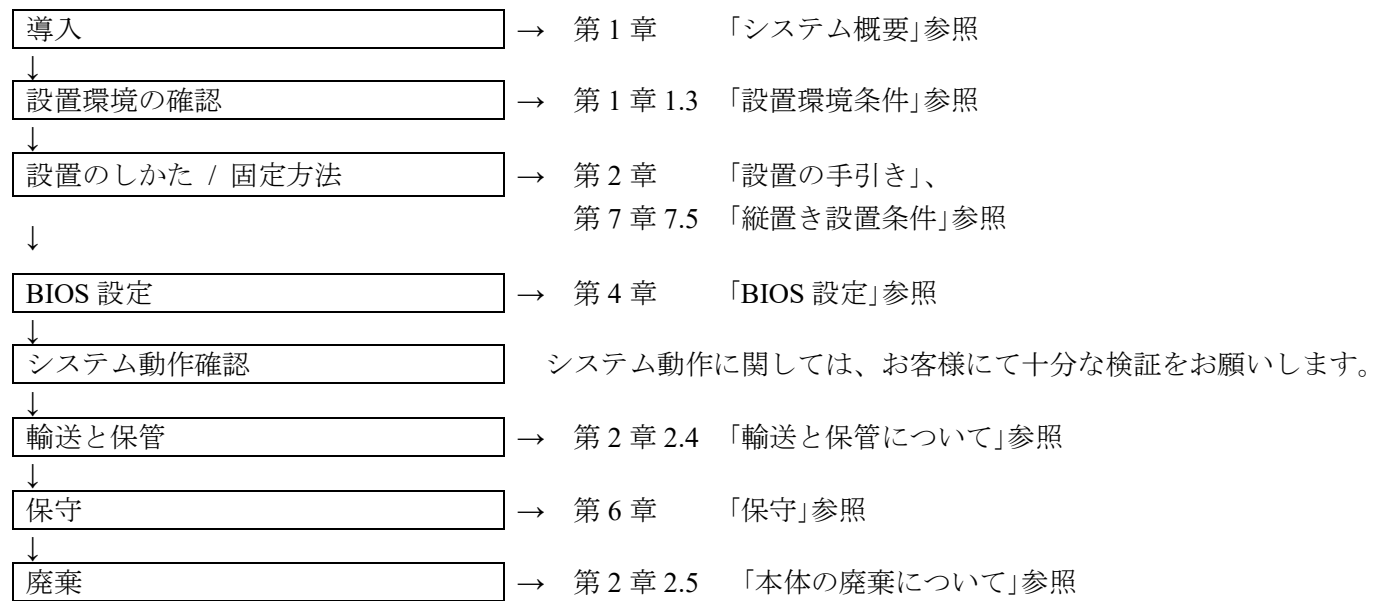 導入 → 第1章 「システム概要」参照
↓
設置環境の確認 → 第1章1.3 「設置環境条件」参照
↓
設置のしかた / 固定方法 → 第2章 「設置の手引き」、
第7章7.5 「縦置き設置条件」参照
↓
BIOS設定 → 第4章 「BIOS設定」参照
↓
システム動作確認 システム動作に関しては、お客様にて十分な検証をお願いします。
↓
輸送と保管 → 第2章2.4 「輸送と保管について」参照
↓
保守 → 第6章 「保守」参照
↓
廃棄 → 第2章2.5 「本体の廃棄について」参照